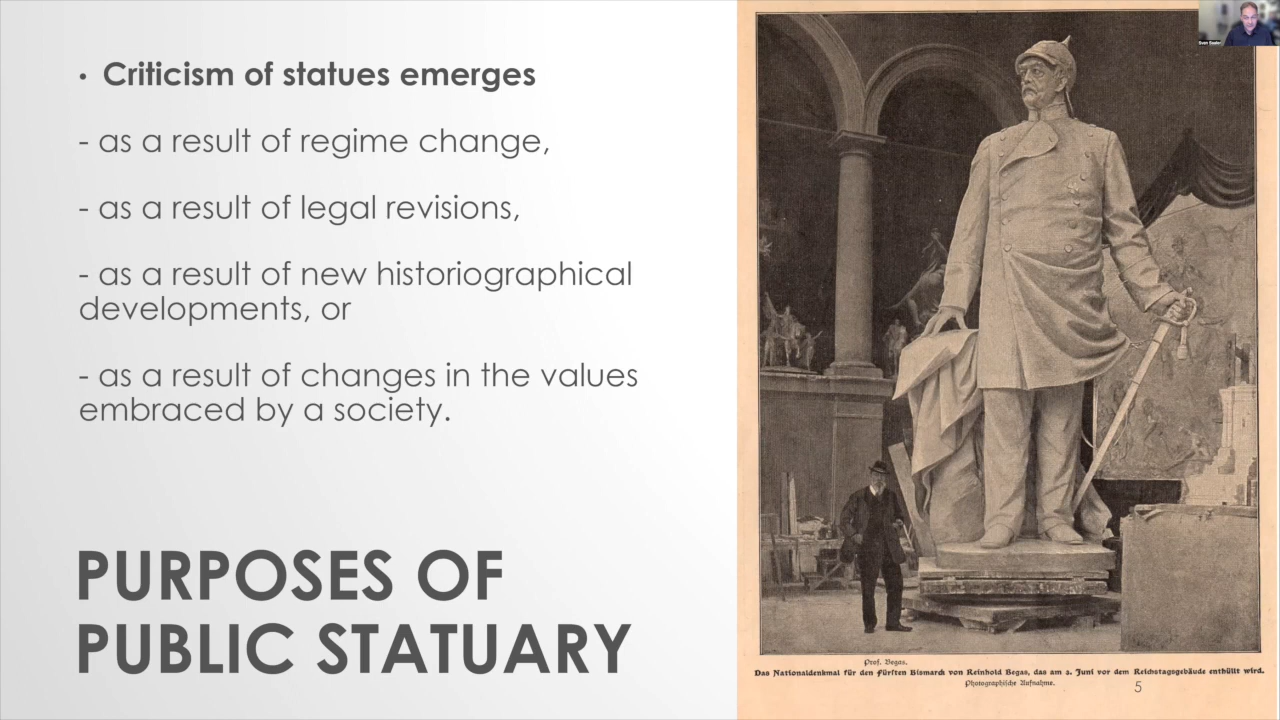 • Criticism of statues emerges
- as a result of regime change,
- as a result of legal revisions,
- as a result of new historiographical
developments, or
- as a result of changes in the values
embraced by a society.
PURPOSES OF
PUBLIC STATUARY
Prof. Begas.
Das Nationaldenkmal für den Fürsten Bismarck von Reinhold Begas, das am 2. Juni vor dem Reichstagsgebäude enthüllt wird.
Photographische Aufnahme.
5